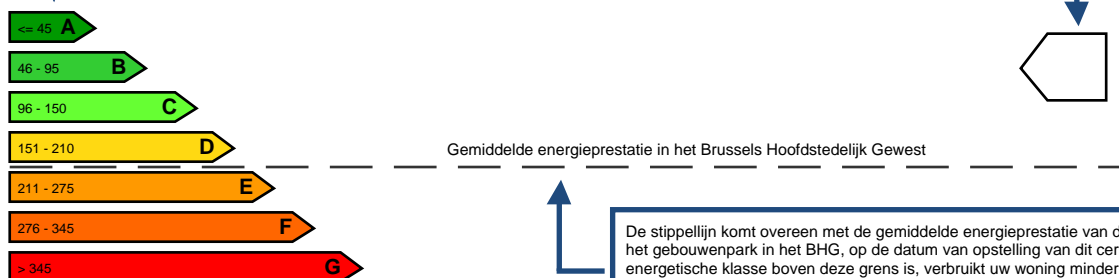 <= 45 A
46 - 95 B
96 - 150 C
151 - 210 D
Gemiddelde energieprestatie in het Brussels Hoofdstedelijk Gewest
211 - 275 E
276 - 345 F
De stippellijn komt overeen met de gemiddelde energieprestatie van
het gebouwenpark in het BHG, op de datum van opstelling van dit
> 345 G
energetische klasse boven deze grens is, verbruikt uw woning minder